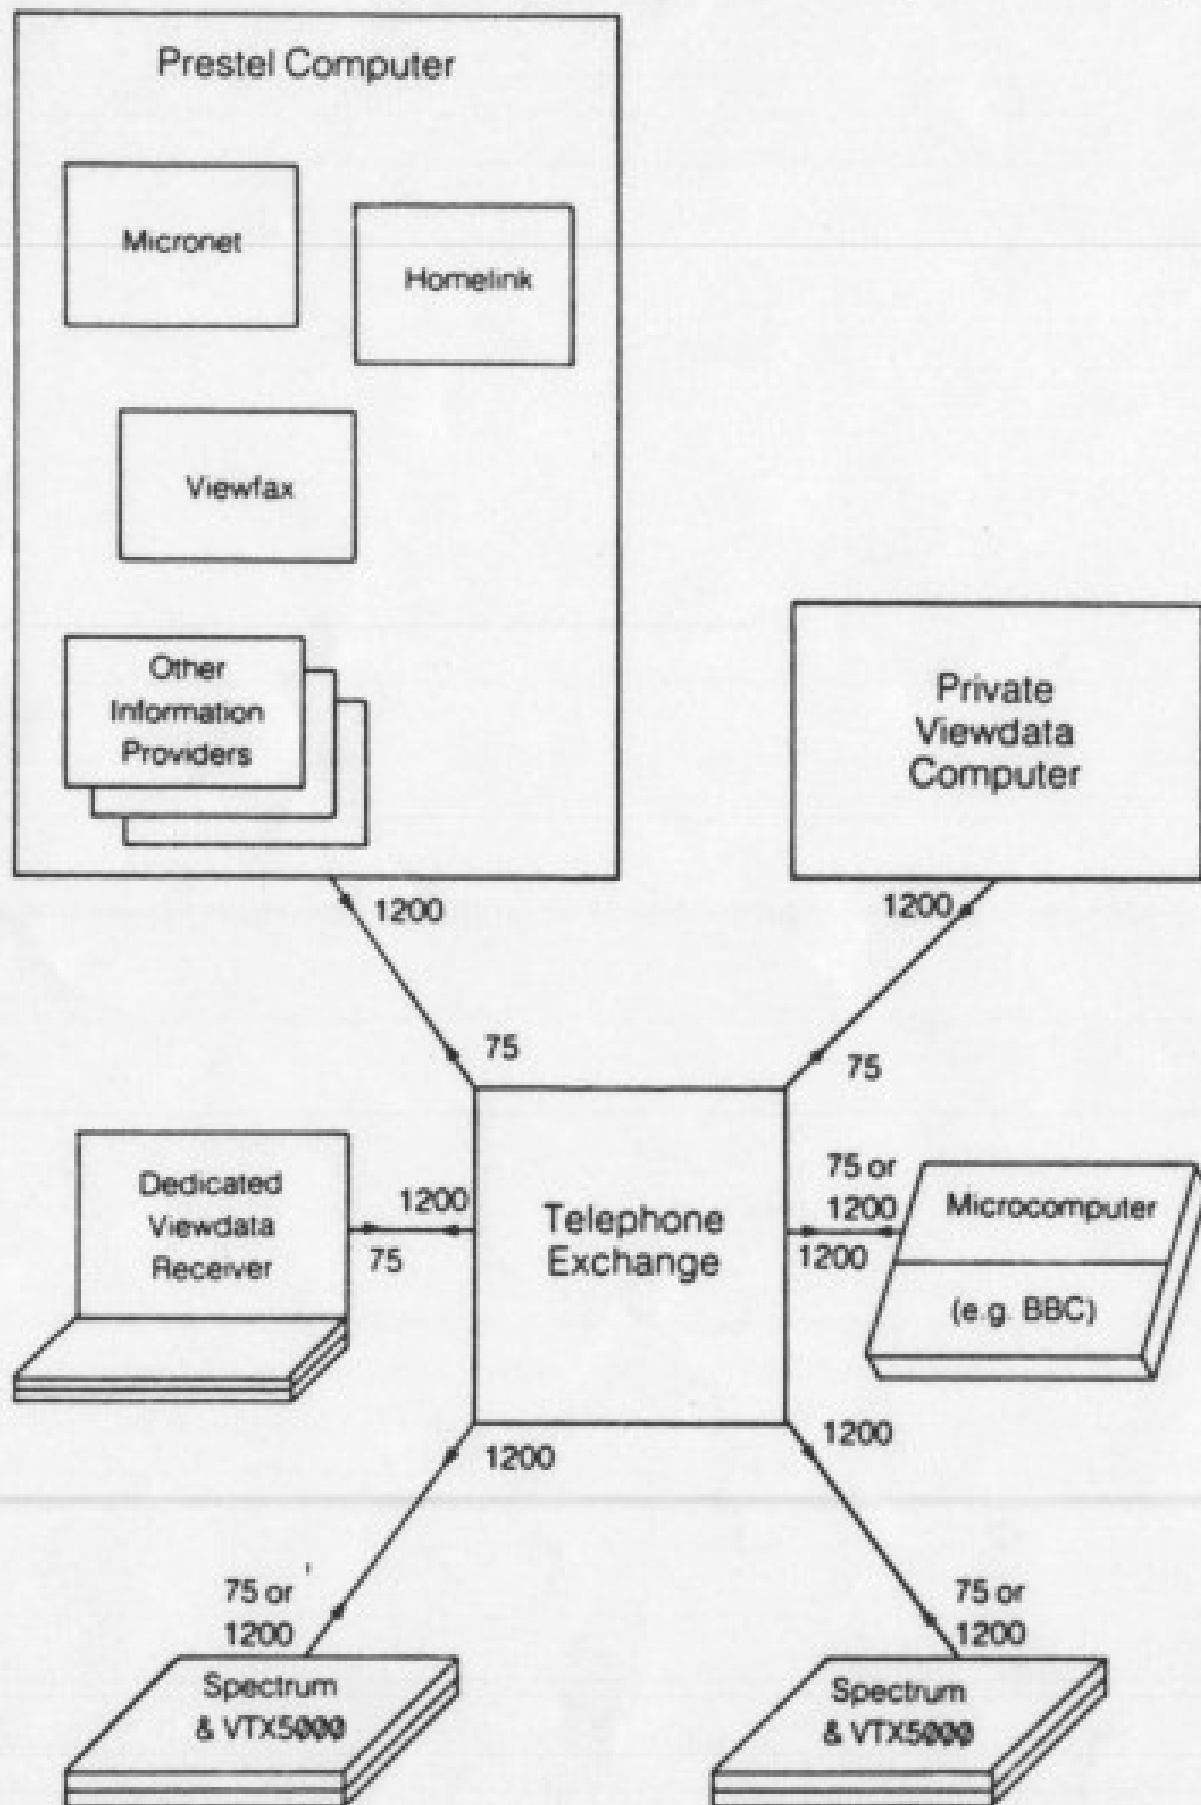 Prestel Computer
Micronet
Homelink
Viewfax
Other
Information
Providers
Private
Viewdata
Computer
1200
1200
75
75
Dedicated
Viewdata
Receiver
1200
75
Telephone
Exchange
75 or
1200
1200
Microcomputer
(e.g. BBC)
1200
1200
75 or
1200
75 or
1200
Spectrum
& VTX5000
Spectrum
& VTX5000